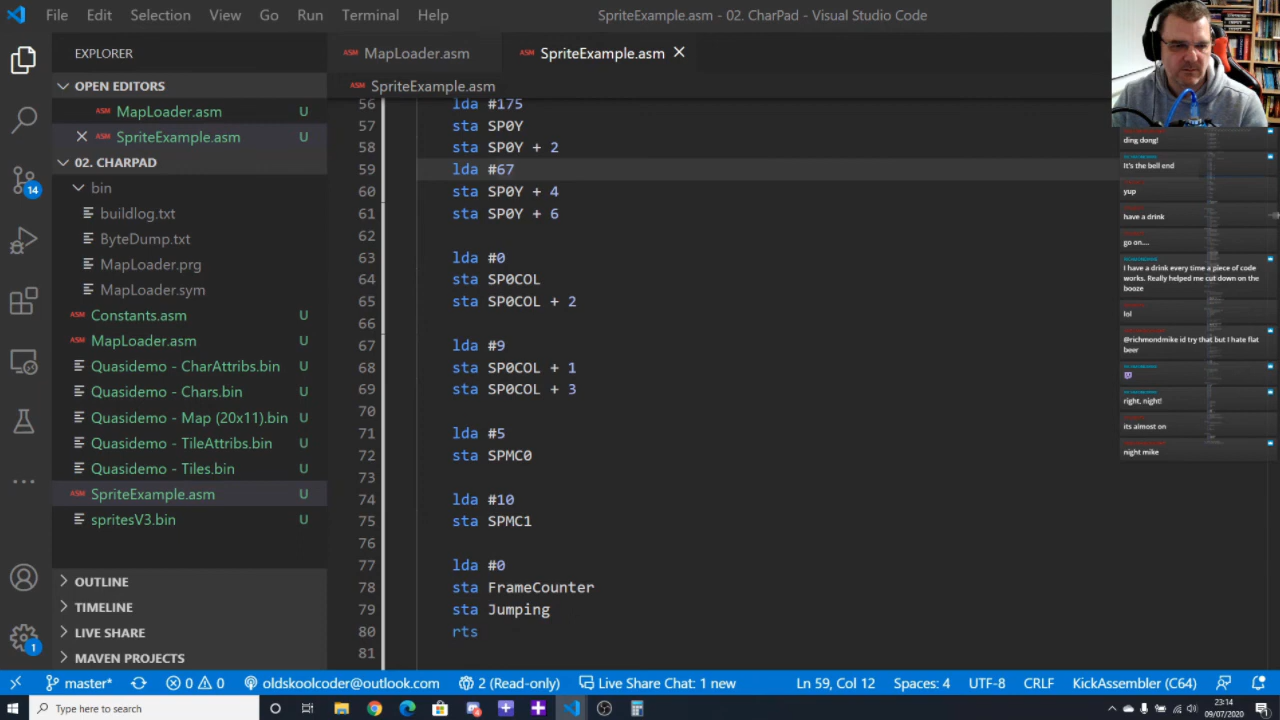 File Edit Selection View Go Run Terminal Help
SpriteExample.asm - 02. CharPad - Visual Studio Code
EXPLORER
OPEN EDITORS
ASM MapLoader.asm U
ASM SpriteExample.asm U
02. CHARPAD
bin
buildlog.txt
ByteDump.txt
MapLoader.prg
MapLoader.sym
Constants.asm U
ASM MapLoader.asm U
Quasidemo - CharAttribs.bin U
Quasidemo - Chars.bin U
Quasidemo - Map (20x11).bin U
Quasidemo - TileAttribs.bin U
Quasidemo - Tiles.bin U
ASM SpriteExample.asm U
spritesV3.bin U
OUTLINE
TIMELINE
LIVE SHARE
MAVEN PROJECTS
14
1
ASM MapLoader.asm
ASM SpriteExample.asm
ASM SpriteExample.asm
56 lda #175
57 sta SP0Y
58 sta SP0Y + 2
59 lda #67
60 sta SP0Y + 4
61 sta SP0Y + 6
62
63 lda #0
64 sta SP0COL
65 sta SP0COL + 2
66
67 lda #9
68 sta SP0COL + 1
69 sta SP0COL + 3
70
71 lda #5
72 sta SPMC0
73
74 lda #10
75 sta SPMC1
76
77 lda #0
78 sta FrameCounter
79 sta Jumping
80 rts
81
ding dong!
It's the bell end
yup
have a drink
go on....
I have a drink every time a piece of code
works. Really helped me cut down on the
booze
lol
@richmondmike id try that but I hate flat
beer
right, night!
its almost on
night mike
master* 0 0 oldskoolcoder@outlook.com 2 (Read-only) Live Share Chat: 1 new Ln 59, Col 12 Spaces: 4 UTF-8 CRLF KickAssembler (C64)
Type here to search
23:14
09/07/2020